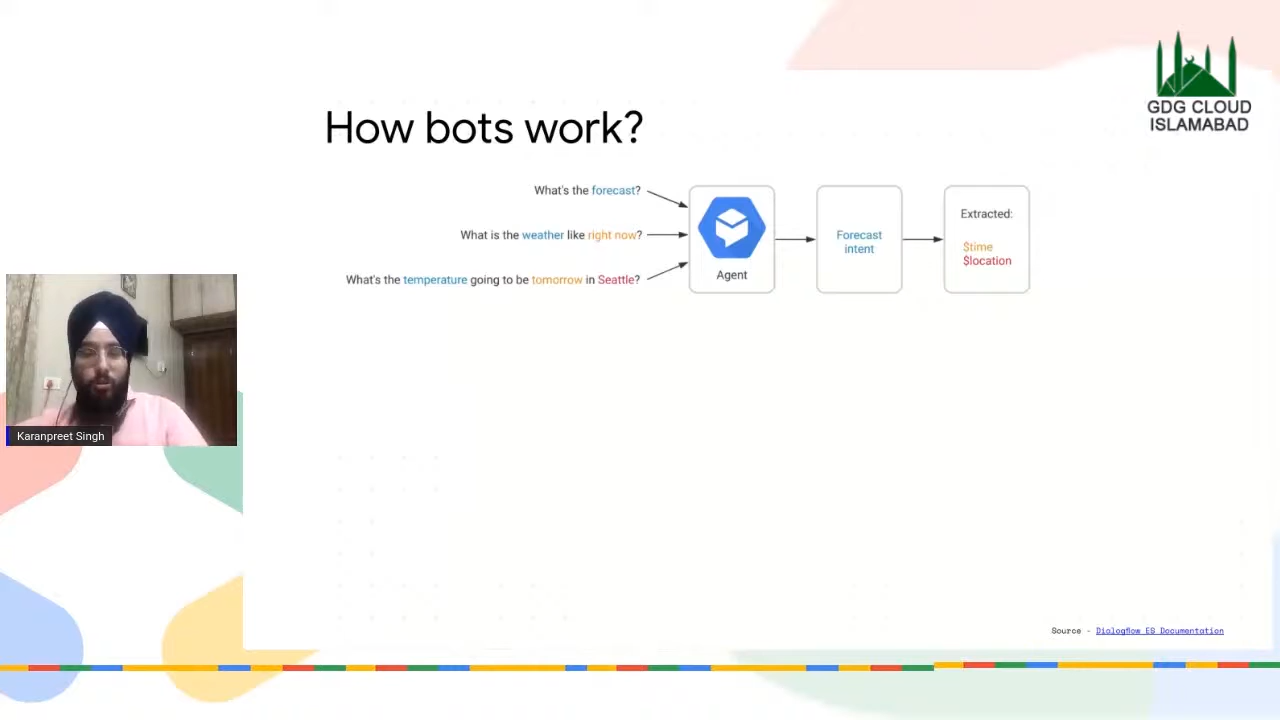 GDG CLOUD
ISLAMABAD
How bots work?
What's the forecast?
What is the weather like right now?
What's the temperature going to be tomorrow in Seattle?
Agent
Forecast
intent
Extracted:
$time
$location
Karanpreet Singh
Source - Dialogflow ES Documentation